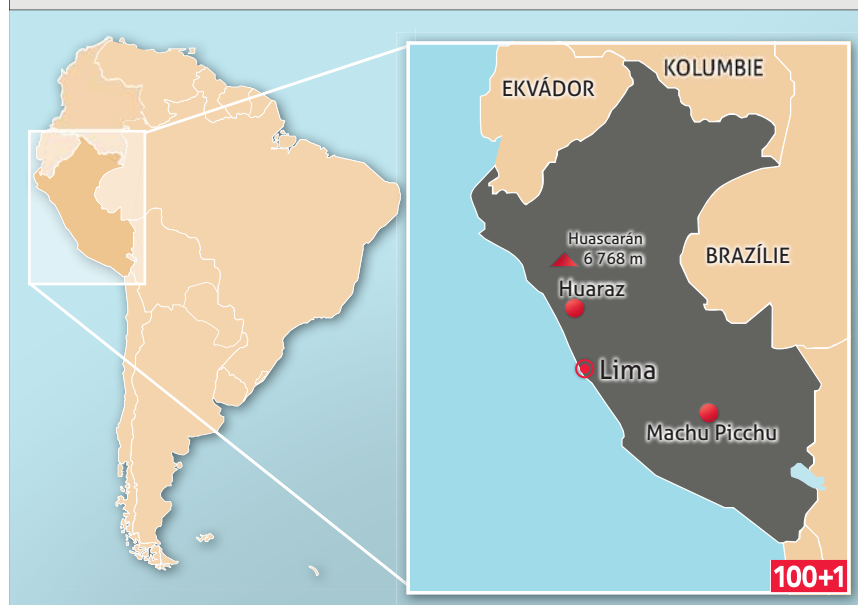 KOLUMBIE
EKVÁDOR
Huascarán
6 768 m
BRAZÍLIE
Huaraz
Lima
Machu Picchu
100+1